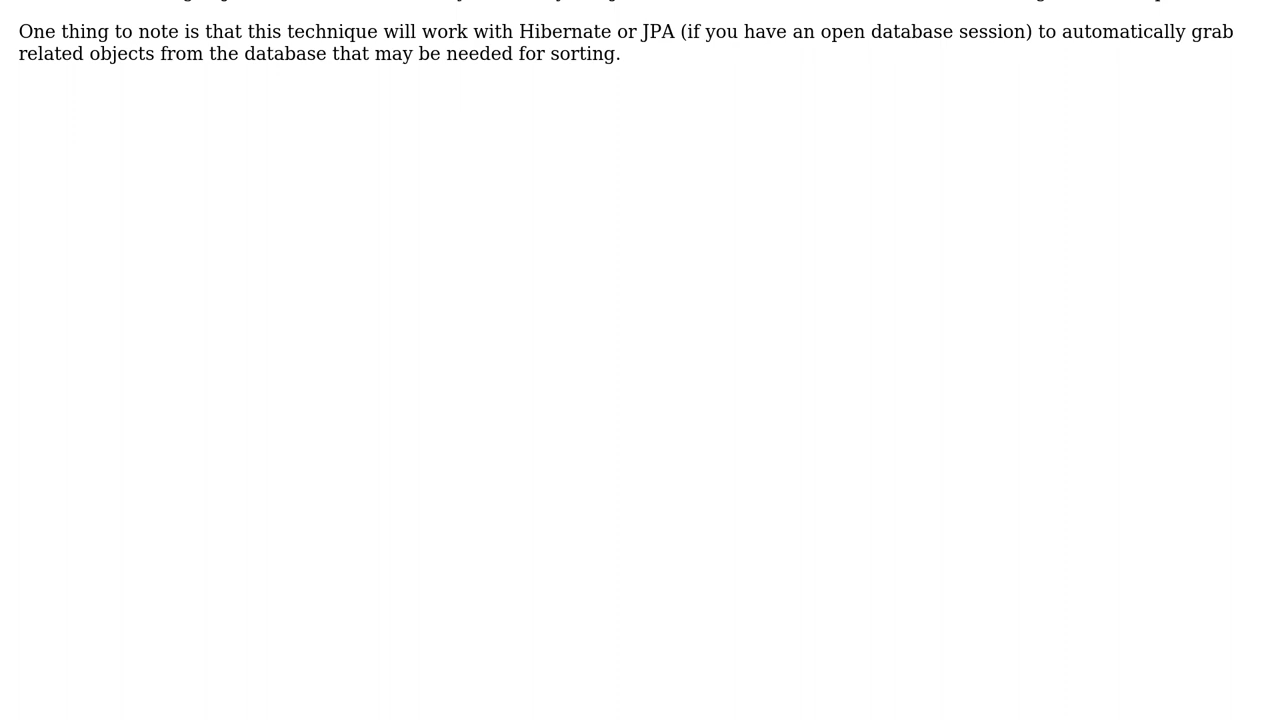 One thing to note is that this technique will work with Hibernate or JPA (if you have an open database session) to automatically grab
related objects from the database that may be needed for sorting.